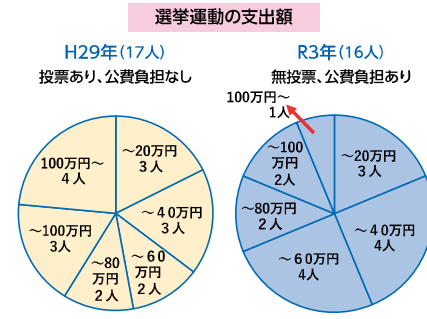 選挙運動の支出額
H29年(17人)
投票あり、公費負担なし
～20万円
3人
～40万円
3人
～60
万円
2人
～80
万円
2人
～100万円
3人
100万円～
4人
R3年(16人)
無投票、公費負担あり
～20万円
3人
～40万円
4人
～60万円
4人
～80万円
2人
～100
万円
2人
100万円～
1人